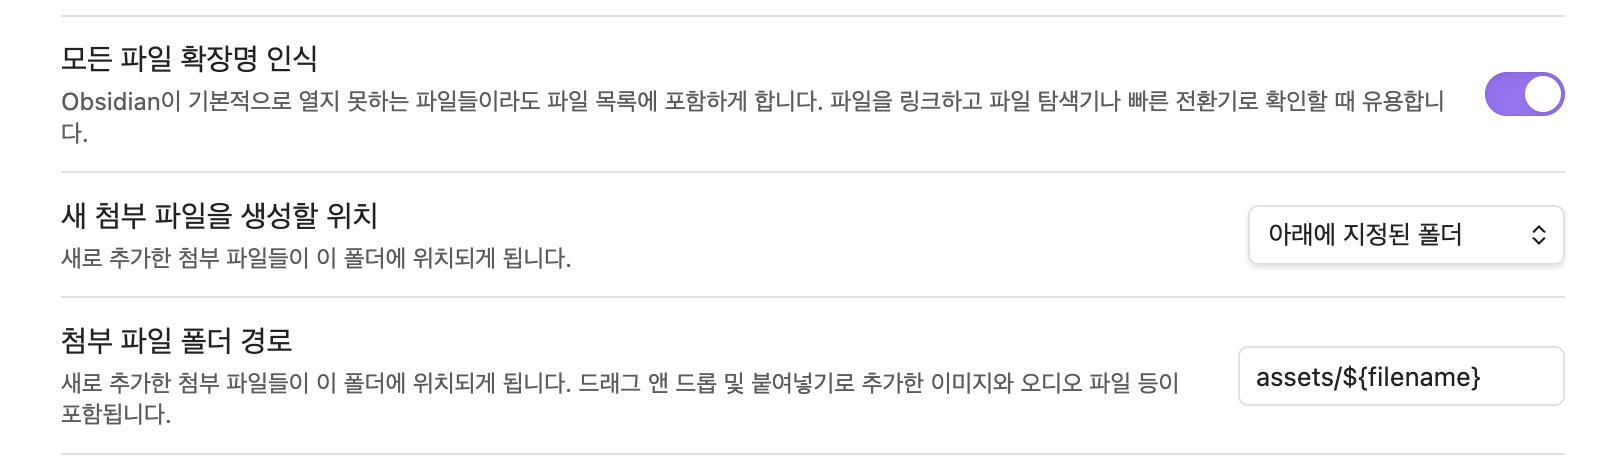 모든 파일 확장명 인식
Obsidian이 기본적으로 열지 못하는 파일들이라도 파일 목록에 포함하게 합니다. 파일을 링크하고 파일 탐색기나 빠른 전환기로 확인할 때 유용합니
다.
새 첨부 파일을 생성할 위치
새로 추가한 첨부 파일들이 이 폴더에 위치되게 됩니다.
아래에 지정된 폴더
첨부 파일 폴더 경로
새로 추가한 첨부 파일들이 이 폴더에 위치되게 됩니다. 드래그 앤 드롭 및 붙여넣기로 추가한 이미지와 오디오 파일 등이
포함됩니다.
assets/${filename}